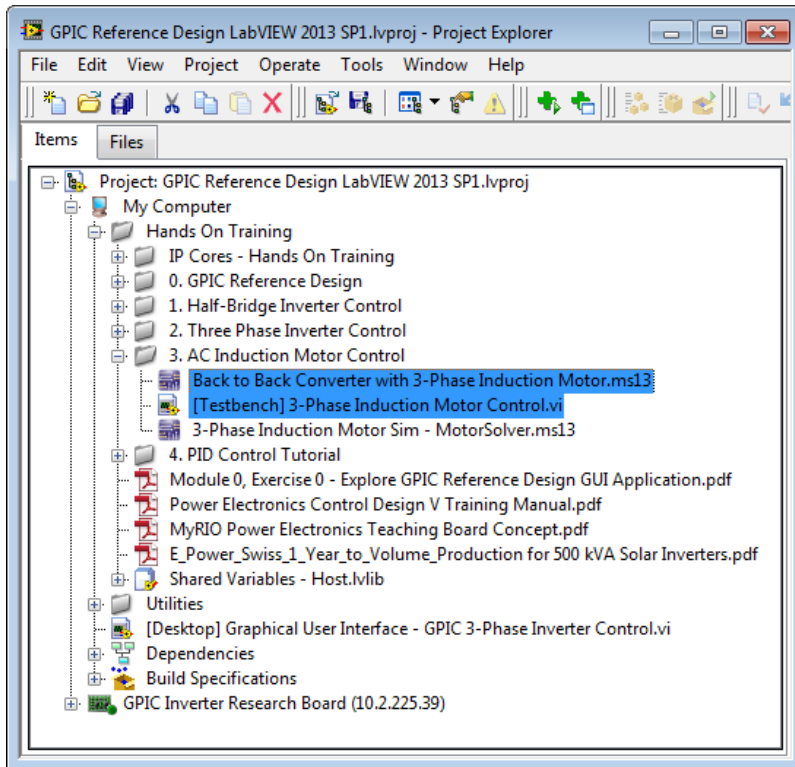 GPIC Reference Design LabVIEW 2013 SP1.lvproj - Project Explorer
File Edit View Project Operate Tools Window Help
Items Files
Project: GPIC Reference Design LabVIEW 2013 SP1.lvproj
My Computer
Hands On Training
IP Cores - Hands On Training
0. GPIC Reference Design
1. Half-Bridge Inverter Control
2. Three Phase Inverter Control
3. AC Induction Motor Control
Back to Back Converter with 3-Phase Induction Motor.ms13
[Testbench] 3-Phase Induction Motor Control.vi
3-Phase Induction Motor Sim - MotorSolver.ms13
4. PID Control Tutorial
Module 0, Exercise 0 - Explore GPIC Reference Design GUI Application.pdf
Power Electronics Control Design V Training Manual.pdf
MyRIO Power Electronics Teaching Board Concept.pdf
E_Power_Swiss_1_Year_to_Volume_Production for 500 kVA Solar Inverters.pdf
Shared Variables - Host.lvlib
Utilities
[Desktop] Graphical User Interface - GPIC 3-Phase Inverter Control.vi
Dependencies
Build Specifications
GPIC Inverter Research Board (10.2.225.39)